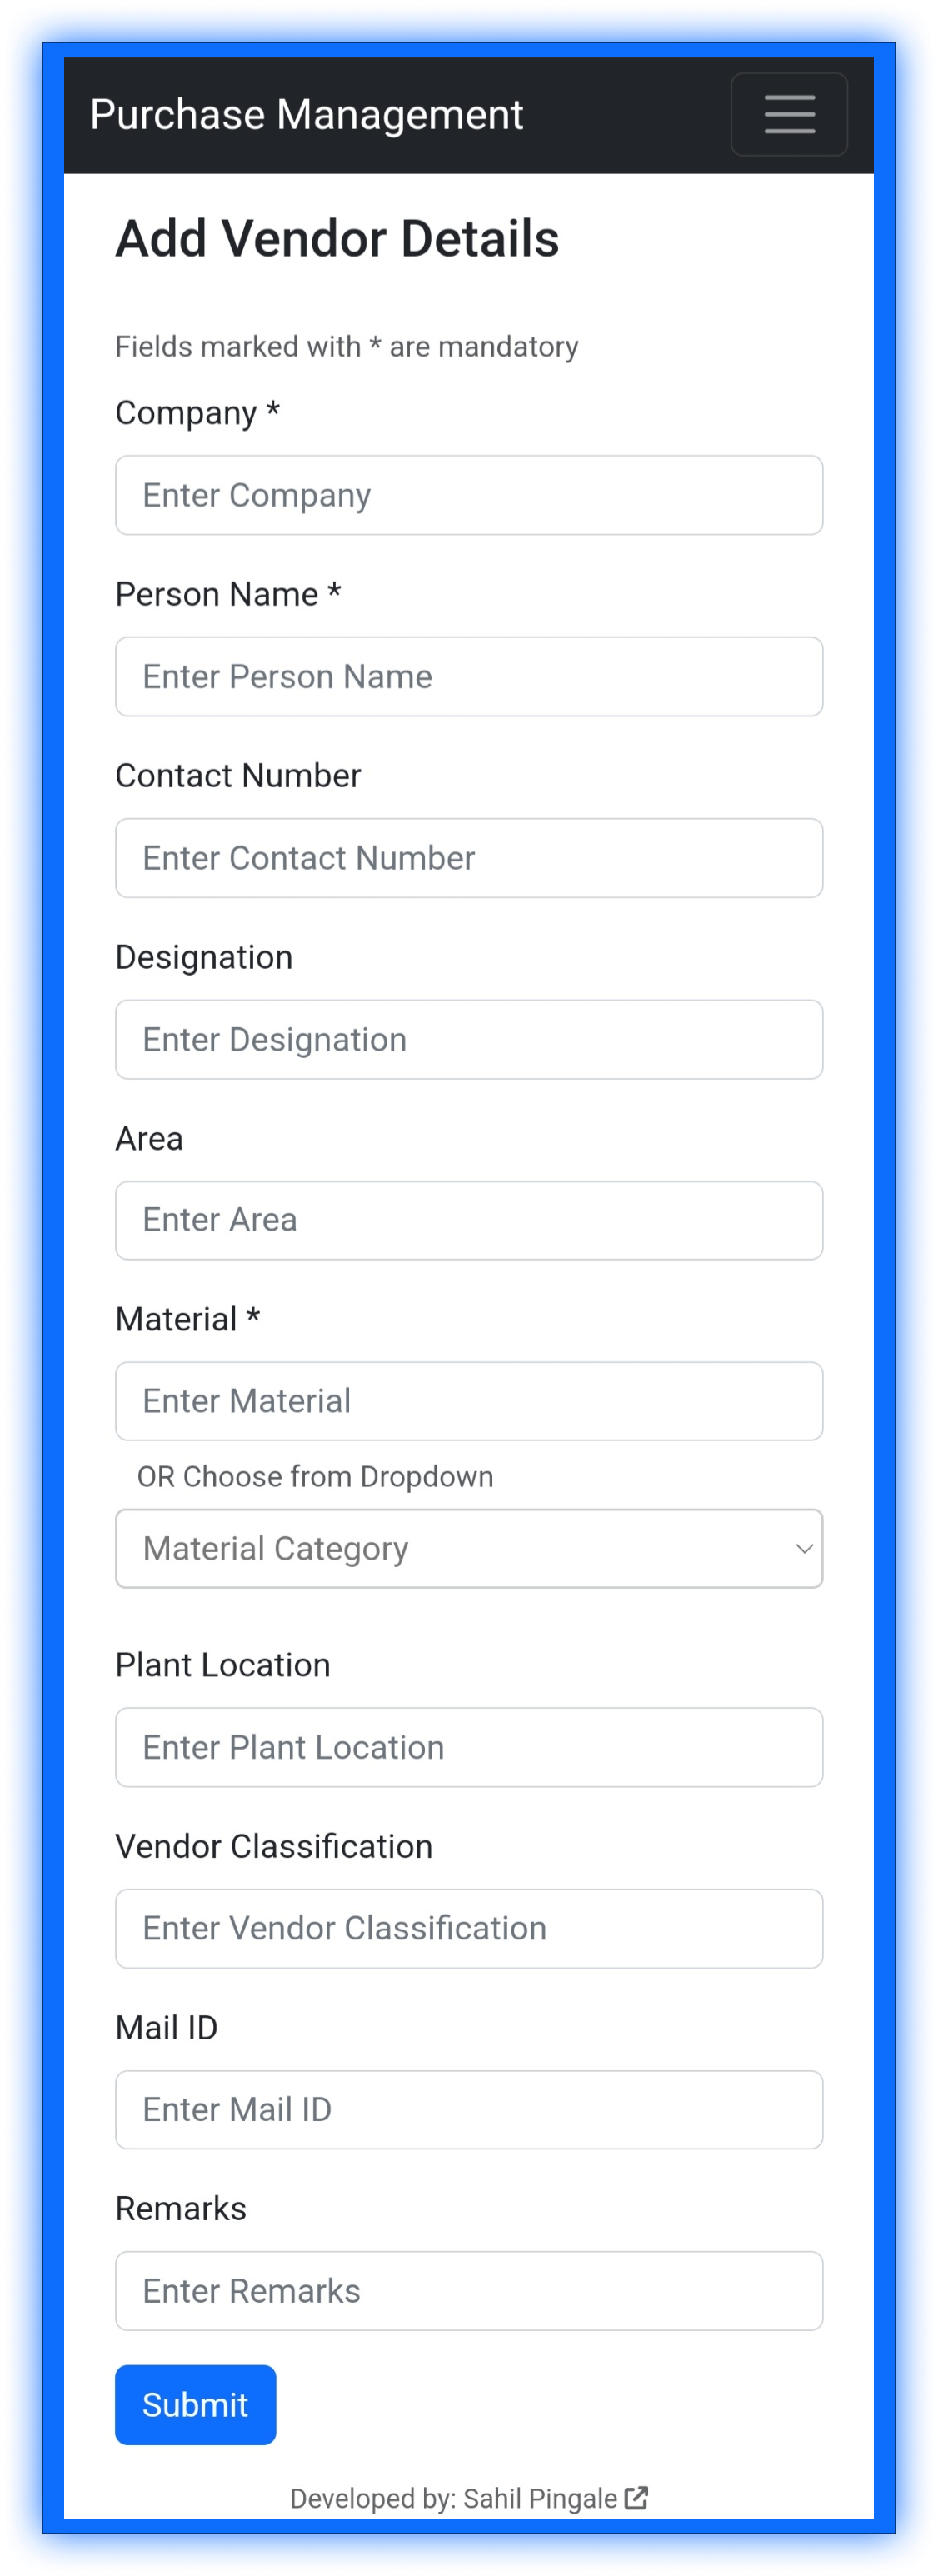 Purchase Management
Add Vendor Details
Fields marked with * are mandatory
Company *
Enter Company
Person Name *
Enter Person Name
Contact Number
Enter Contact Number
Designation
Enter Designation
Area
Enter Area
Material *
Enter Material
OR Choose from Dropdown
Material Category
Plant Location
Enter Plant Location
Vendor Classification
Enter Vendor Classification
Mail ID
Enter Mail ID
Remarks
Enter Remarks
Submit
Developed by: Sahil Pingale